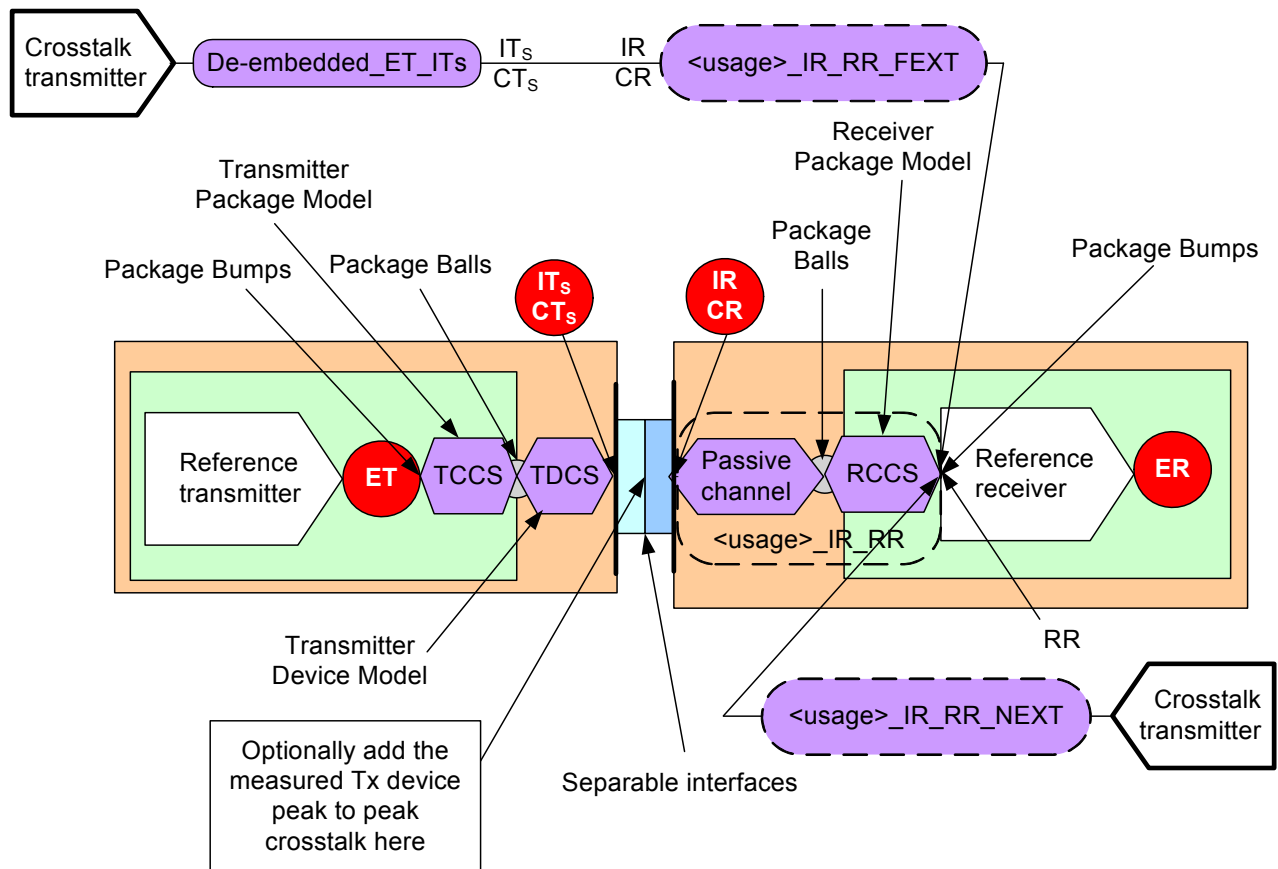 Crosstalk
transmitter
De-embedded_ET_ITs
ITS
CTS
IR
CR
<usage>_IR_RR_FEXT
Receiver
Package Model
Transmitter
Package Model
Package
Balls
Package Bumps
Package Bumps
Package Balls
ITS
CTS
IR
CR
Reference
transmitter
ET
TCCS
TDCS
Passive
channel
RCCS
Reference
receiver
ER
<usage>_IR_RR
Transmitter
Device Model
RR
<usage>_IR_RR_NEXT
Crosstalk
transmitter
Optionally add the
measured Tx device
peak to peak
crosstalk here
Separable interfaces